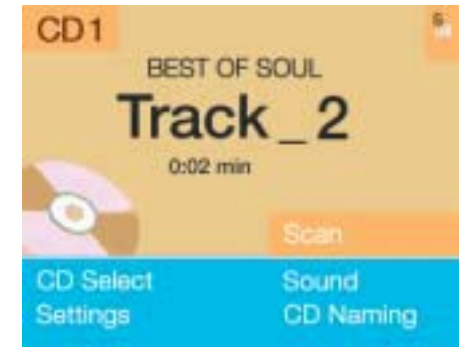 CD1
S
BEST OF SOUL
Track _ 2
0:02 min
Scan
CD Select
Sound
Settings
CD Naming